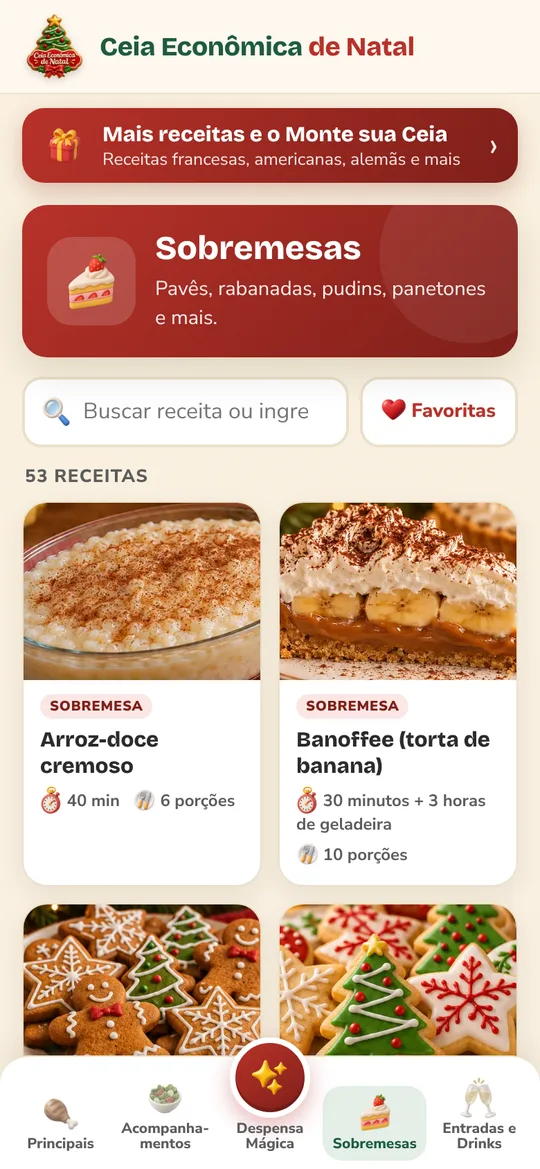 Ceia Econômica
de Natal
Ceia Econômica de Natal
Mais receitas e o Monte sua Ceia
Receitas francesas, americanas, alemãs e mais
Sobremesas
Pavês, rabanadas, pudins, panetones
e mais.
Buscar receita ou ingre
Favoritas
53 RECEITAS
SOBREMESA
Arroz-doce
cremoso
40 min 6 porções
SOBREMESA
Banoffee (torta de
banana)
30 minutos + 3 horas
de geladeira
10 porções
Principais
Acompanha-
mentos
Despensa
Mágica
Sobremesas
Entradas e
Drinks